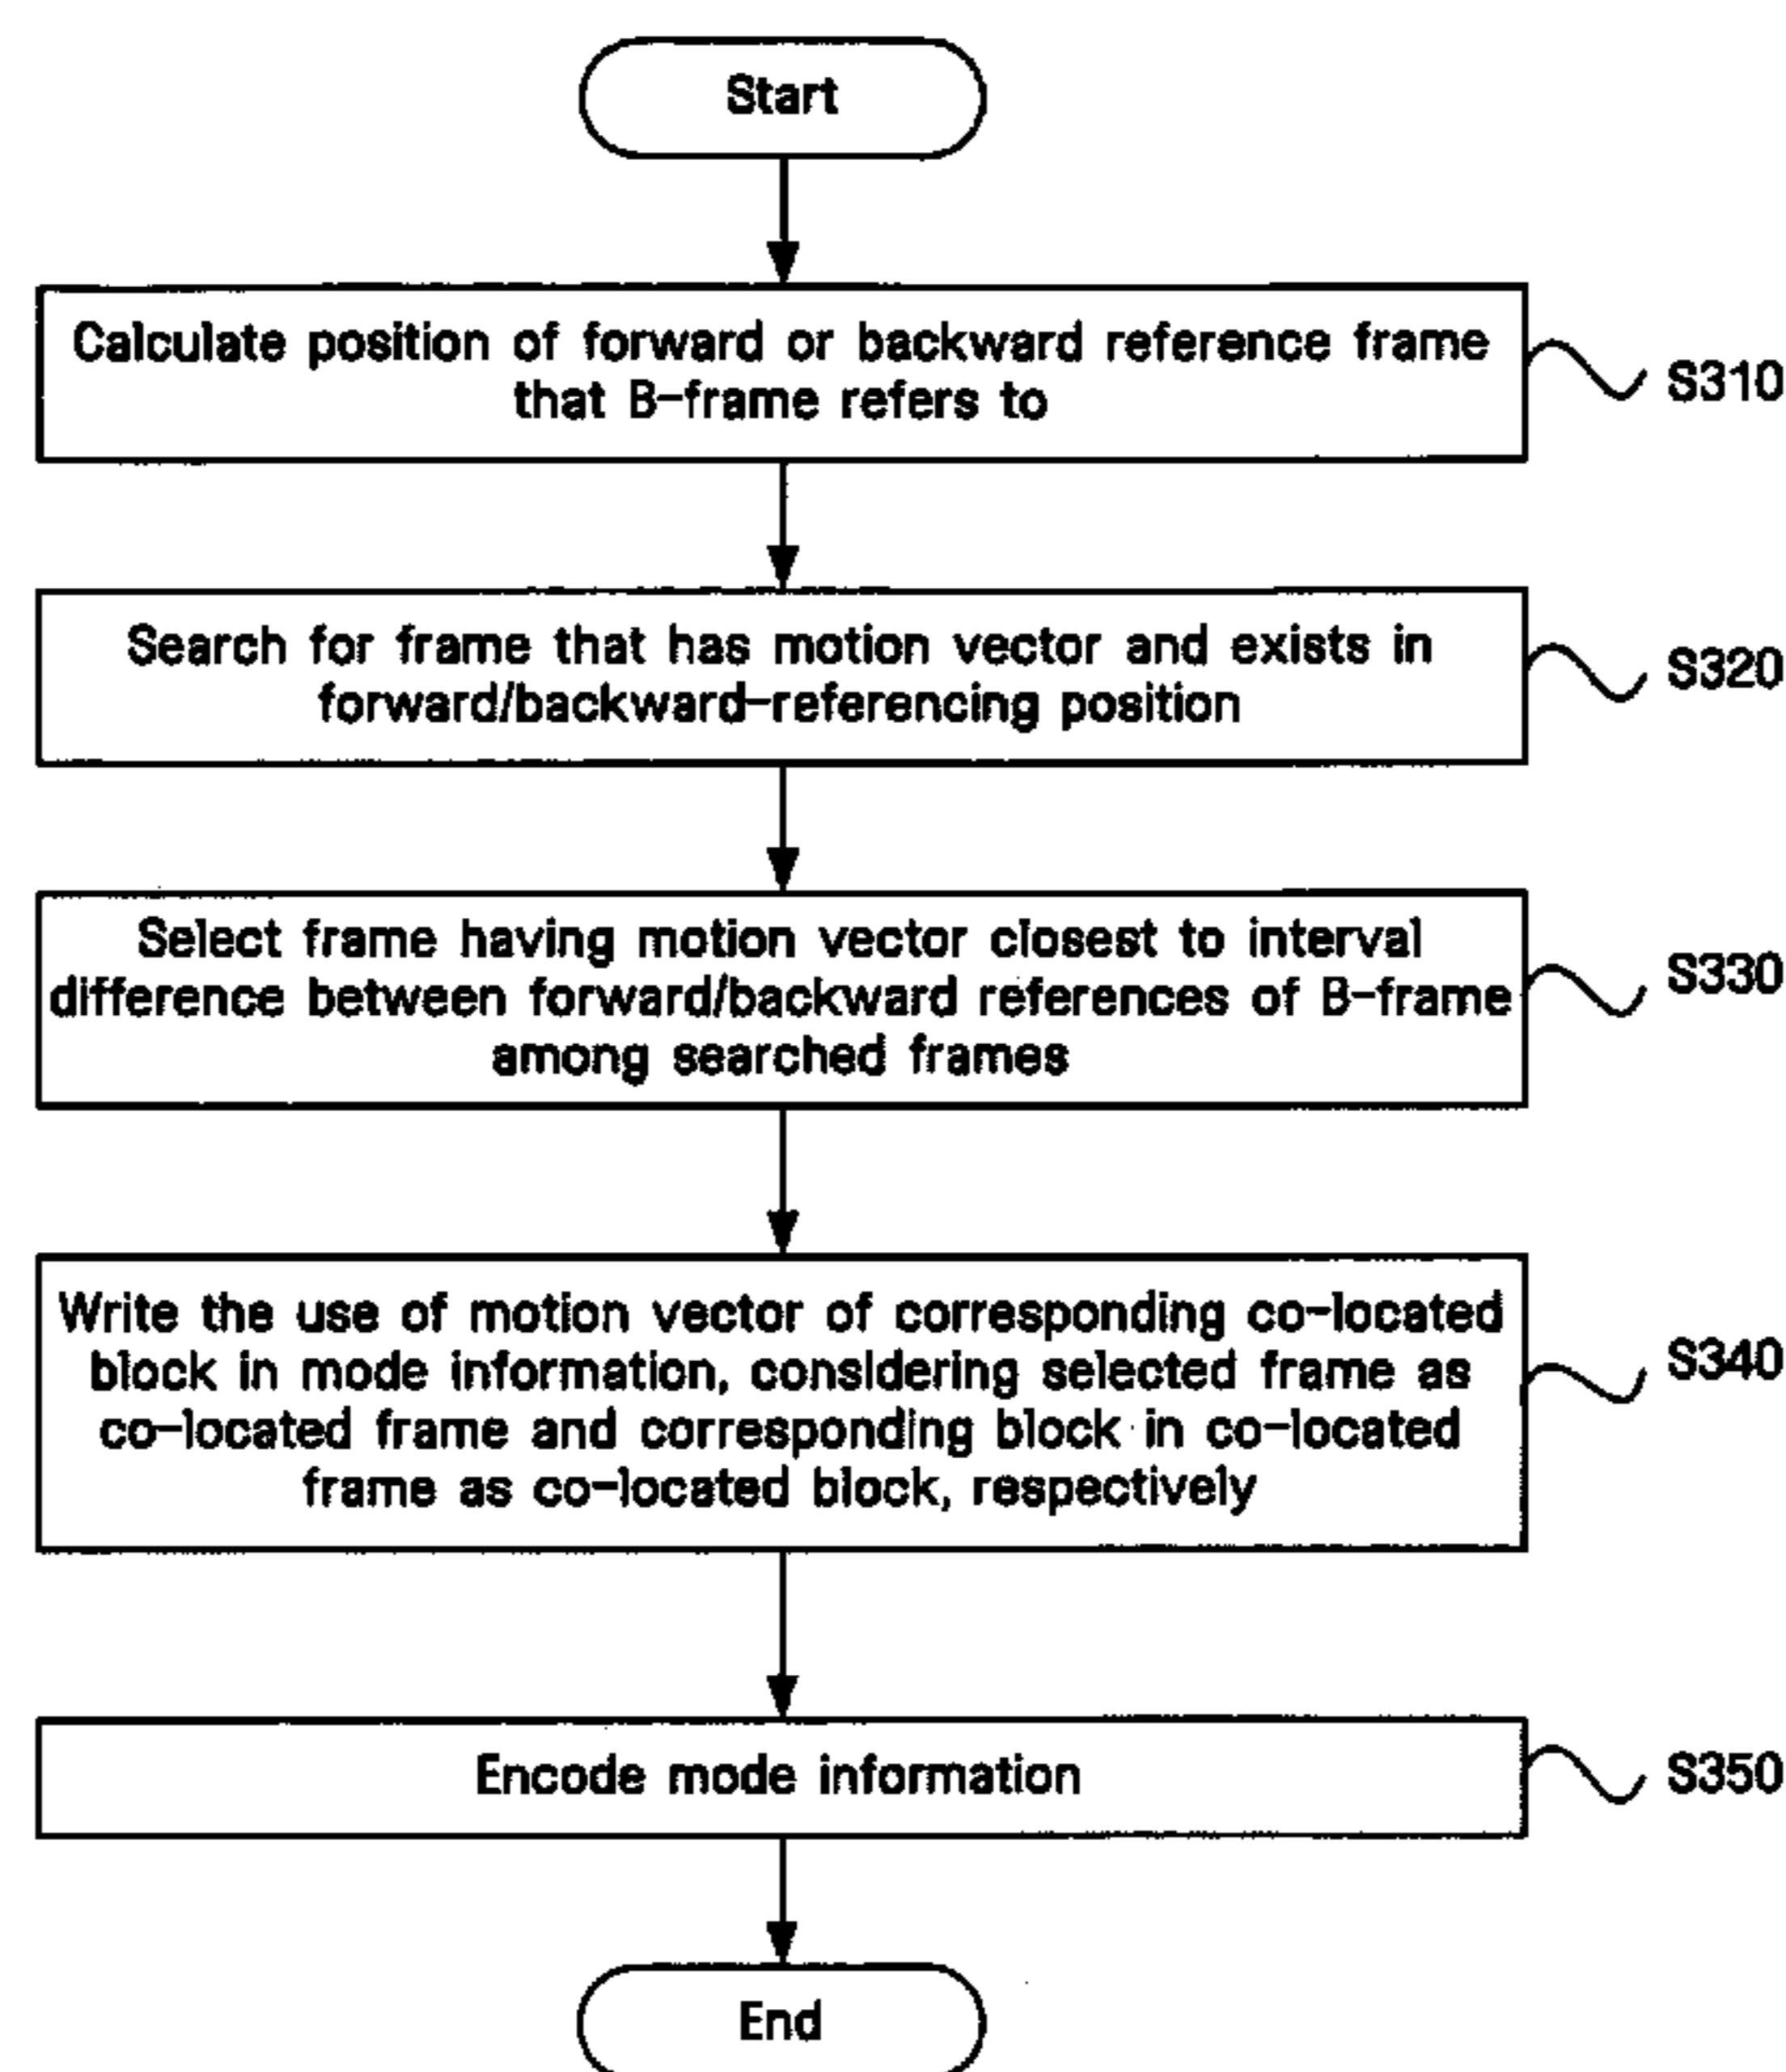 Start
Calculate position of forward or backward reference frame
that B-frame refers to
S310
Search for frame that has motion vector and exists in
forward/backward-referencing position
S320
Select frame having motion vector closest to interval
difference between forward/backward references of B-frame
among searched frames
S330
Write the use of motion vector of corresponding co-located
block in mode information, considering selected frame as
co-located frame and corresponding block in co-located
frame as co-located block, respectively
S340
Encode mode information
S350
End